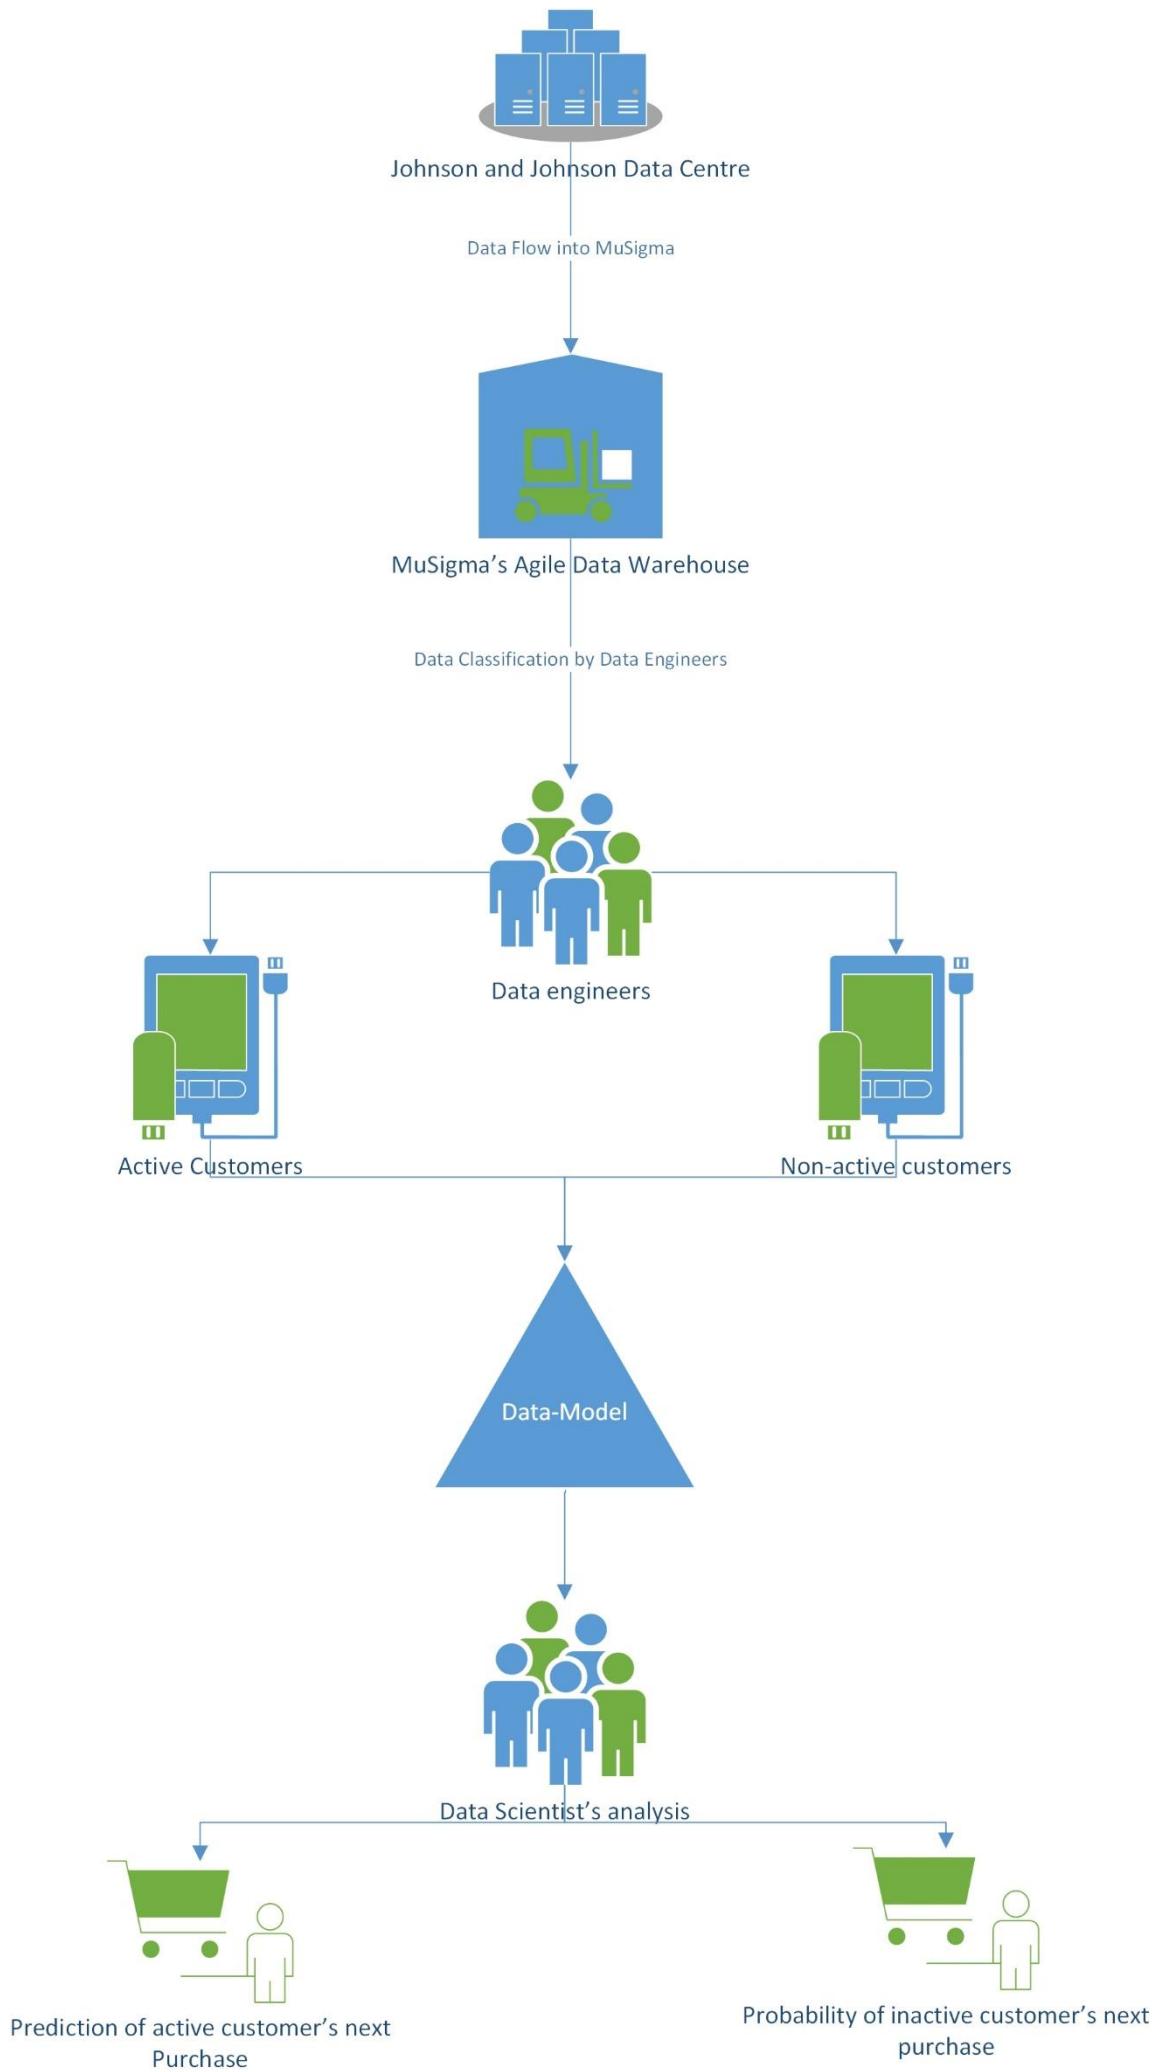 Johnson and Johnson Data Centre
Data Flow into MuSigma
MuSigma’s Agile Data Warehouse
Data Classification by Data Engineers
Data engineers
Active Customers
Non-active customers
Data-Model
Data Scientist’s analysis
Prediction of active customer’s next
Purchase
Probability of inactive customer’s next
purchase